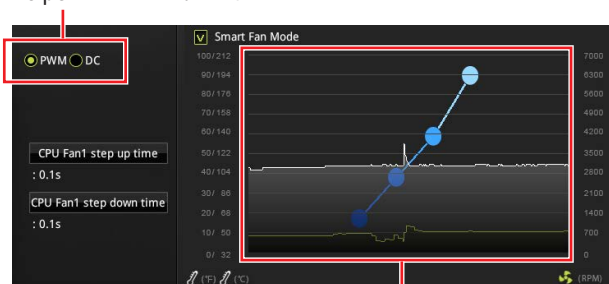 Smart Fan Mode
PWM DC
100/212 7000
90/194 6300
80/176 5600
70/158 4900
60/140 4200
50/122 3500
40/104 2800
30/ 86 2100
20/ 68 1400
10/ 50 700
0/ 32 0
CPU Fan1 step up time
: 0.1s
CPU Fan1 step down time
: 0.1s
(°F) (°C) (RPM)